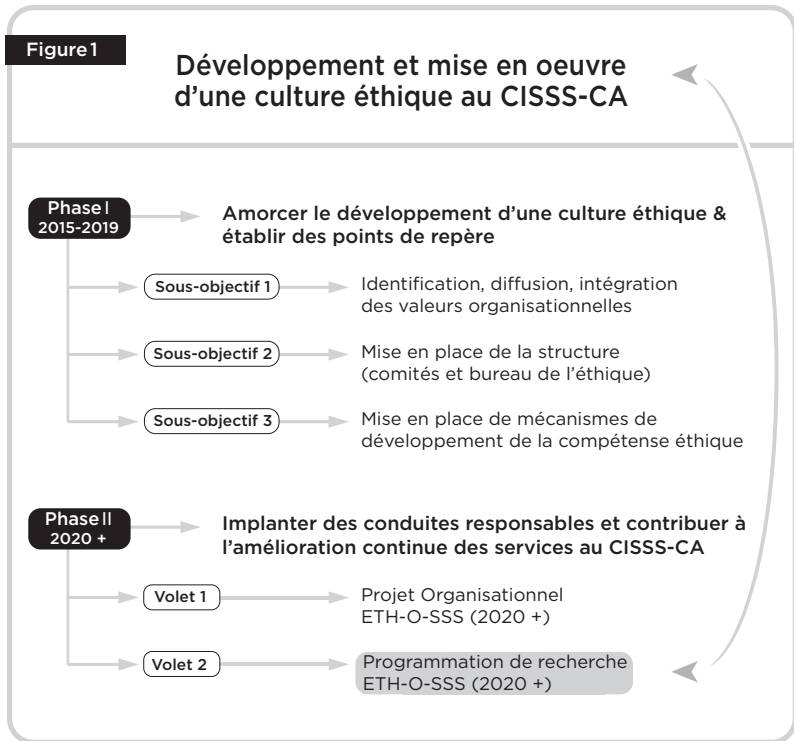 Figure 1
Développement et mise en oeuvre
d'une culture éthique au CISSS-CA
Phase I
2015-2019
Amorcer le développement d'une culture éthique &
établir des points de repère
Sous-objectif 1
Identification, diffusion, intégration
des valeurs organisationnelles
Sous-objectif 2
Mise en place de la structure
(comités et bureau de l'éthique)
Sous-objectif 3
Mise en place de mécanismes de
développement de la compétense éthique
Phase II
2020 +
Implanter des conduites responsables et contribuer à
l'amélioration continue des services au CISSS-CA
Volet 1
Projet Organisationnel
ETH-O-SSS (2020 +)
Volet 2
Programmation de recherche
ETH-O-SSS (2020 +)